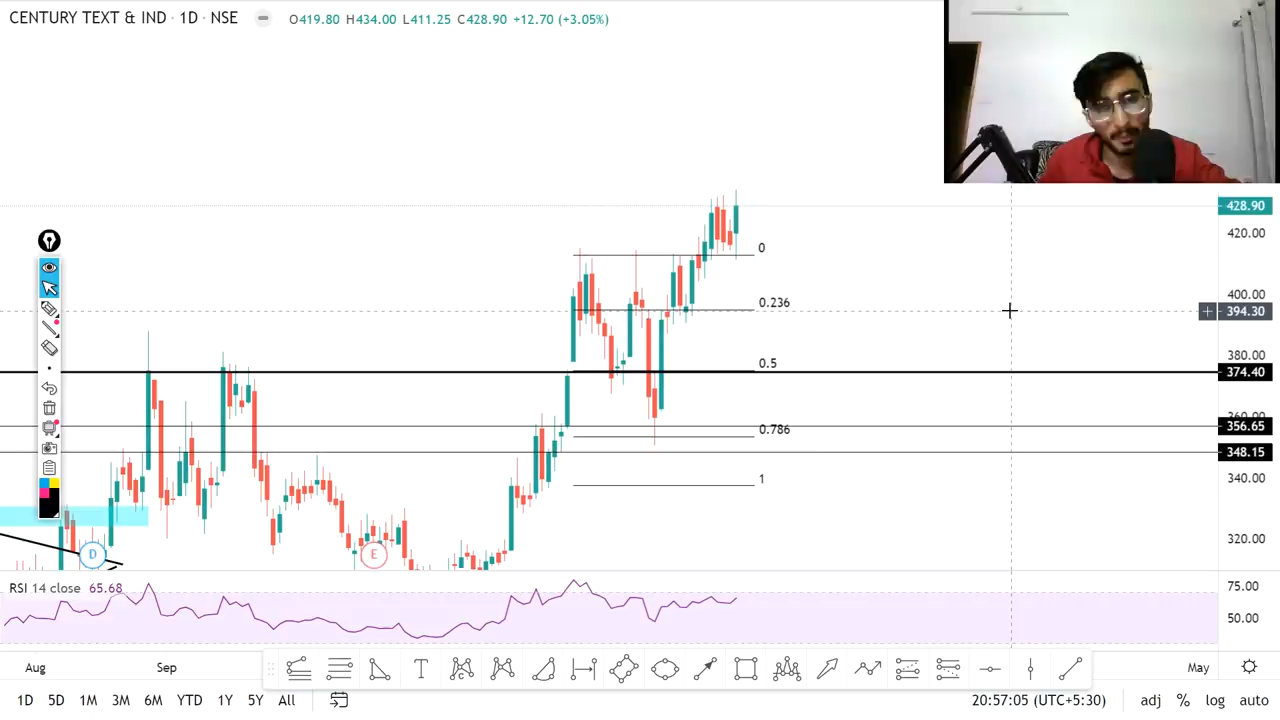 CENTURY TEXT & IND · 1D · NSE O419.80 H434.00 L411.25 C428.90 +12.70 (+3.05%)
428.90
420.00
0
400.00
0.236
394.30
380.00
0.5
374.40
360.00
356.65
0.786
348.15
340.00
1
320.00
D
E
RSI 14 close 65.68
75.00
50.00
Aug Sep May
T
1D 5D 1M 3M 6M YTD 1Y 5Y All 20:57:05 (UTC+5:30) adj % log auto